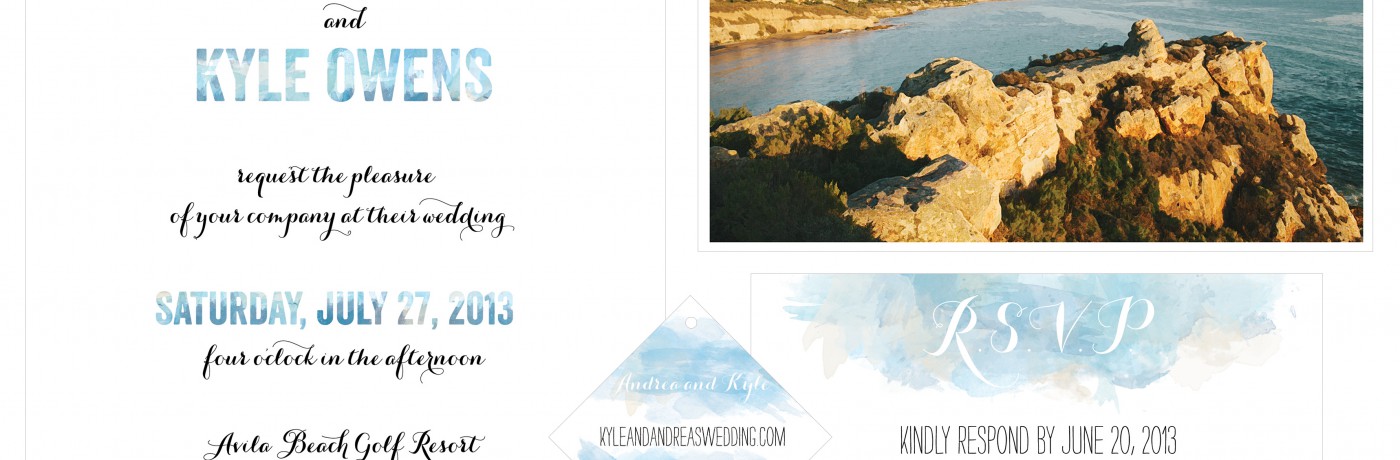 and
KYLE OWENS
request the pleasure
of your company at their wedding
SATURDAY, JULY 27, 2013
four o'clock in the afternoon
Avila Beach Golf Resort
Andrea and Kyle
KYLEANDANDREASWEDDING.COM
R.S.V.P
KINDLY RESPOND BY JUNE 20, 2013